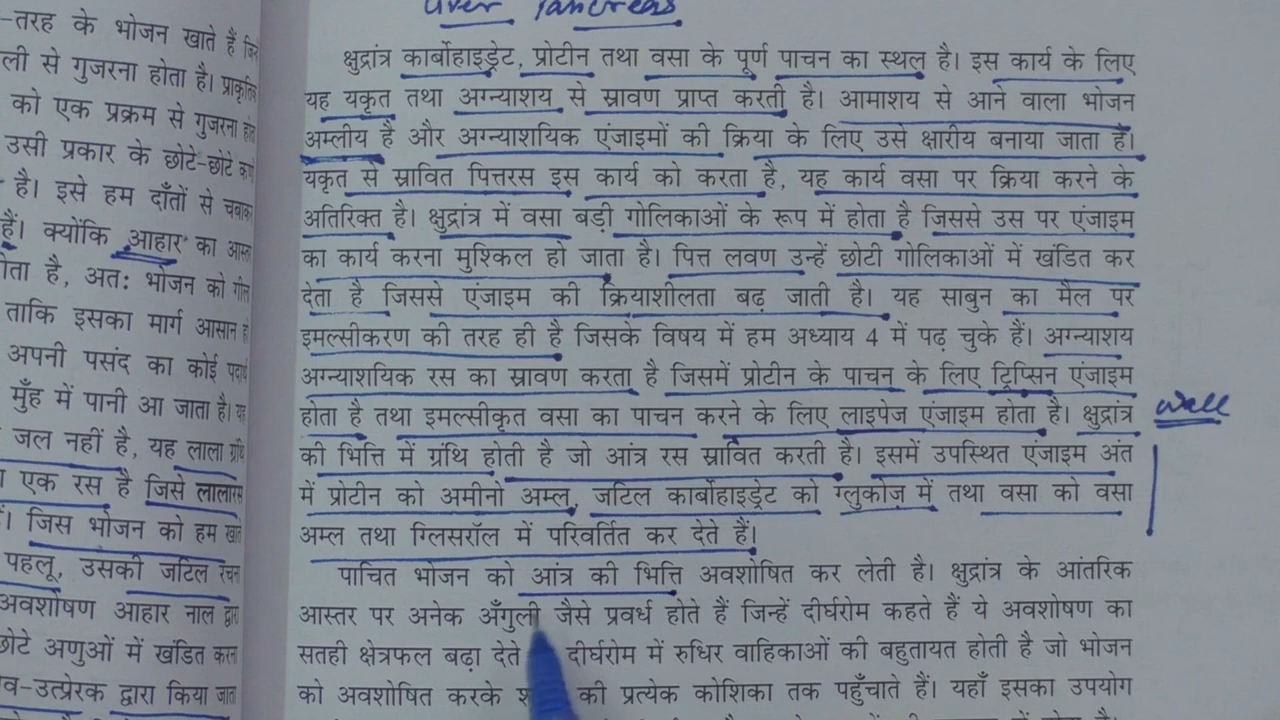 -तरह के भोजन खाते हैं
ली से गुजरना होता है।
को एक प्रक्रम से गुजरना
उसी प्रकार के छोटे-छोटे
है। इसे हम दाँतों से
हैं। क्योंकि आहार का
है, अतः भोजन को
ताकि इसका मार्ग आसान
अपनी पसंद का कोई
मुँह में पानी आ जाता है।
जल नहीं है, यह लाला ग्रंथि
एक रस है जिसे लालारस
जिस भोजन को हम खाते
पहलू, उसकी जटिल रचना
अवशोषण आहार नाल द्वारा
छोटे अणुओं में खंडित करना
व-उत्प्रेरक द्वारा किया जाता
Liver Pancreas
क्षुद्रांत्र कार्बोहाइड्रेट, प्रोटीन तथा वसा के पूर्ण पाचन का स्थल है। इस कार्य के लिए
यह यकृत तथा अग्न्याशय से स्रावण प्राप्त करती है। आमाशय से आने वाला भोजन
अम्लीय है और अग्न्याशयिक एंजाइमों की क्रिया के लिए उसे क्षारीय बनाया जाता है।
यकृत से स्रावित पित्तरस इस कार्य को करता है, यह कार्य वसा पर क्रिया करने के
अतिरिक्त है। क्षुद्रांत्र में वसा बड़ी गोलिकाओं के रूप में होता है जिससे उस पर एंजाइम
का कार्य करना मुश्किल हो जाता है। पित्त लवण उन्हें छोटी गोलिकाओं में खंडित कर
देता है जिससे एंजाइम की क्रियाशीलता बढ़ जाती है। यह साबुन का मैल पर
इमल्सीकरण की तरह ही है जिसके विषय में हम अध्याय 4 में पढ़ चुके हैं। अग्न्याशय
अग्न्याशयिक रस का स्रावण करता है जिसमें प्रोटीन के पाचन के लिए ट्रिप्सिन एंजाइम
होता है तथा इमल्सीकृत वसा का पाचन करने के लिए लाइपेज एंजाइम होता है। क्षुद्रांत्र
wall
की भित्ति में ग्रंथि होती है जो आंत्र रस स्रावित करती है। इसमें उपस्थित एंजाइम अंत
में प्रोटीन को अमीनो अम्ल, जटिल कार्बोहाइड्रेट को ग्लुकोज़ में तथा वसा को वसा
अम्ल तथा ग्लिसरॉल में परिवर्तित कर देते हैं।
पाचित भोजन को आंत्र की भित्ति अवशोषित कर लेती है। क्षुद्रांत्र के आंतरिक
आस्तर पर अनेक अँगुली जैसे प्रवर्ध होते हैं जिन्हें दीर्घरोम कहते हैं ये अवशोषण का
सतही क्षेत्रफल बढ़ा देते दीर्घरोम में रुधिर वाहिकाओं की बहुतायत होती है जो भोजन
को अवशोषित करके की प्रत्येक कोशिका तक पहुँचाते हैं। यहाँ इसका उपयोग